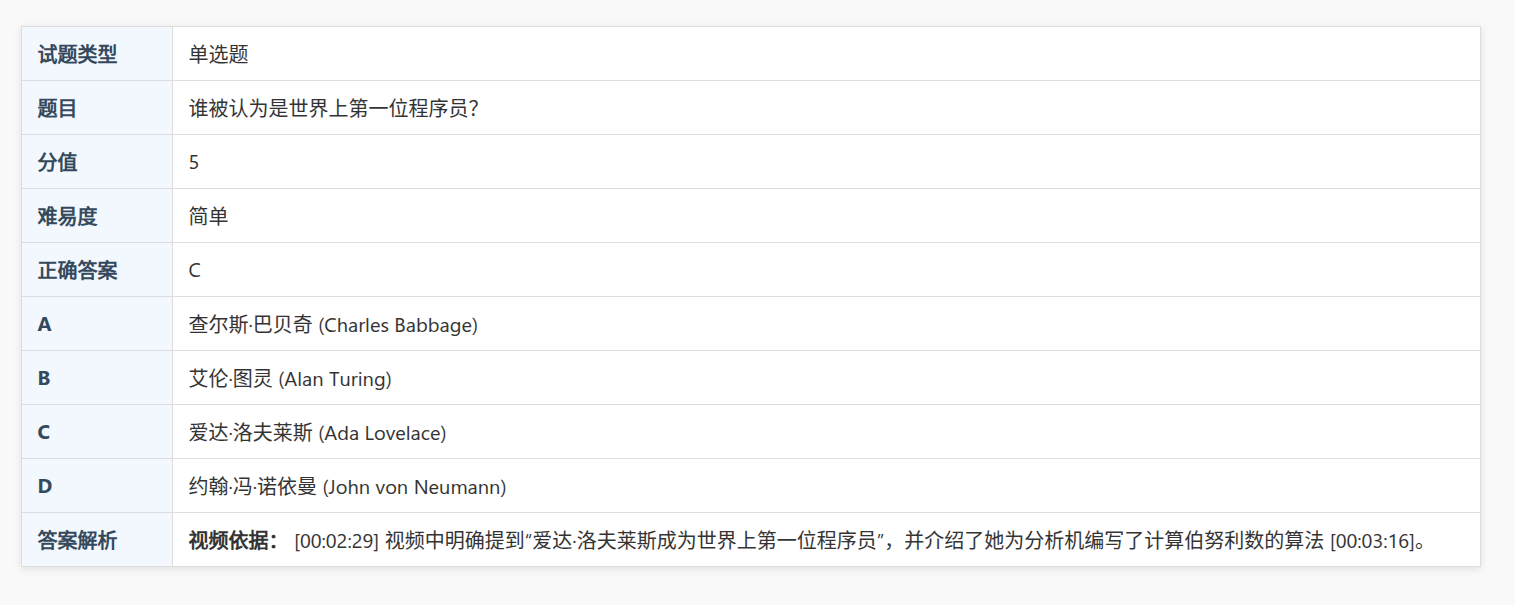 试题类型 单选题
题目 谁被认为是世界上第一位程序员？
分值 5
难易度 简单
正确答案 C
A 查尔斯·巴贝奇 (Charles Babbage)
B 艾伦·图灵 (Alan Turing)
C 爱达·洛夫莱斯 (Ada Lovelace)
D 约翰·冯·诺依曼 (John von Neumann)
答案解析 视频依据： [00:02:29] 视频中明确提到“爱达·洛夫莱斯成为世界上第一位程序员”，并介绍了她为分析机编写了计算伯努利数的算法 [00:03:16]。